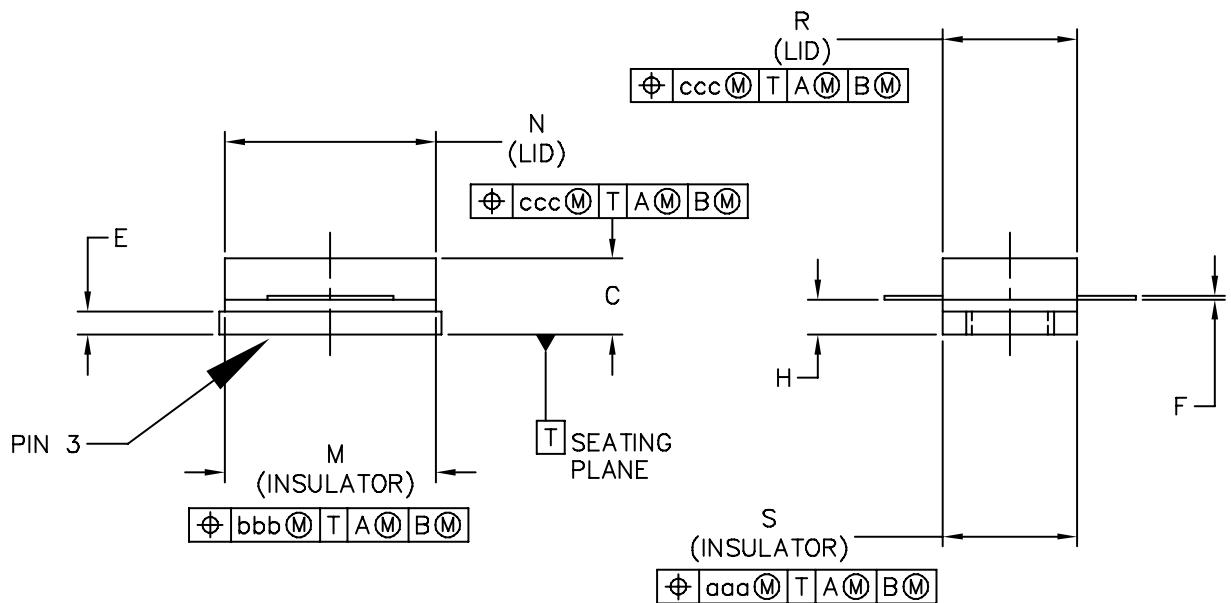 R
(LID)
⌖ ccc Ⓜ T A Ⓜ B Ⓜ
N
(LID)
⌖ ccc Ⓜ T A Ⓜ B Ⓜ
E
C
H
F
PIN 3
T SEATING
PLANE
M
(INSULATOR)
⌖ bbb Ⓜ T A Ⓜ B Ⓜ
S
(INSULATOR)
⌖ aaa Ⓜ T A Ⓜ B Ⓜ